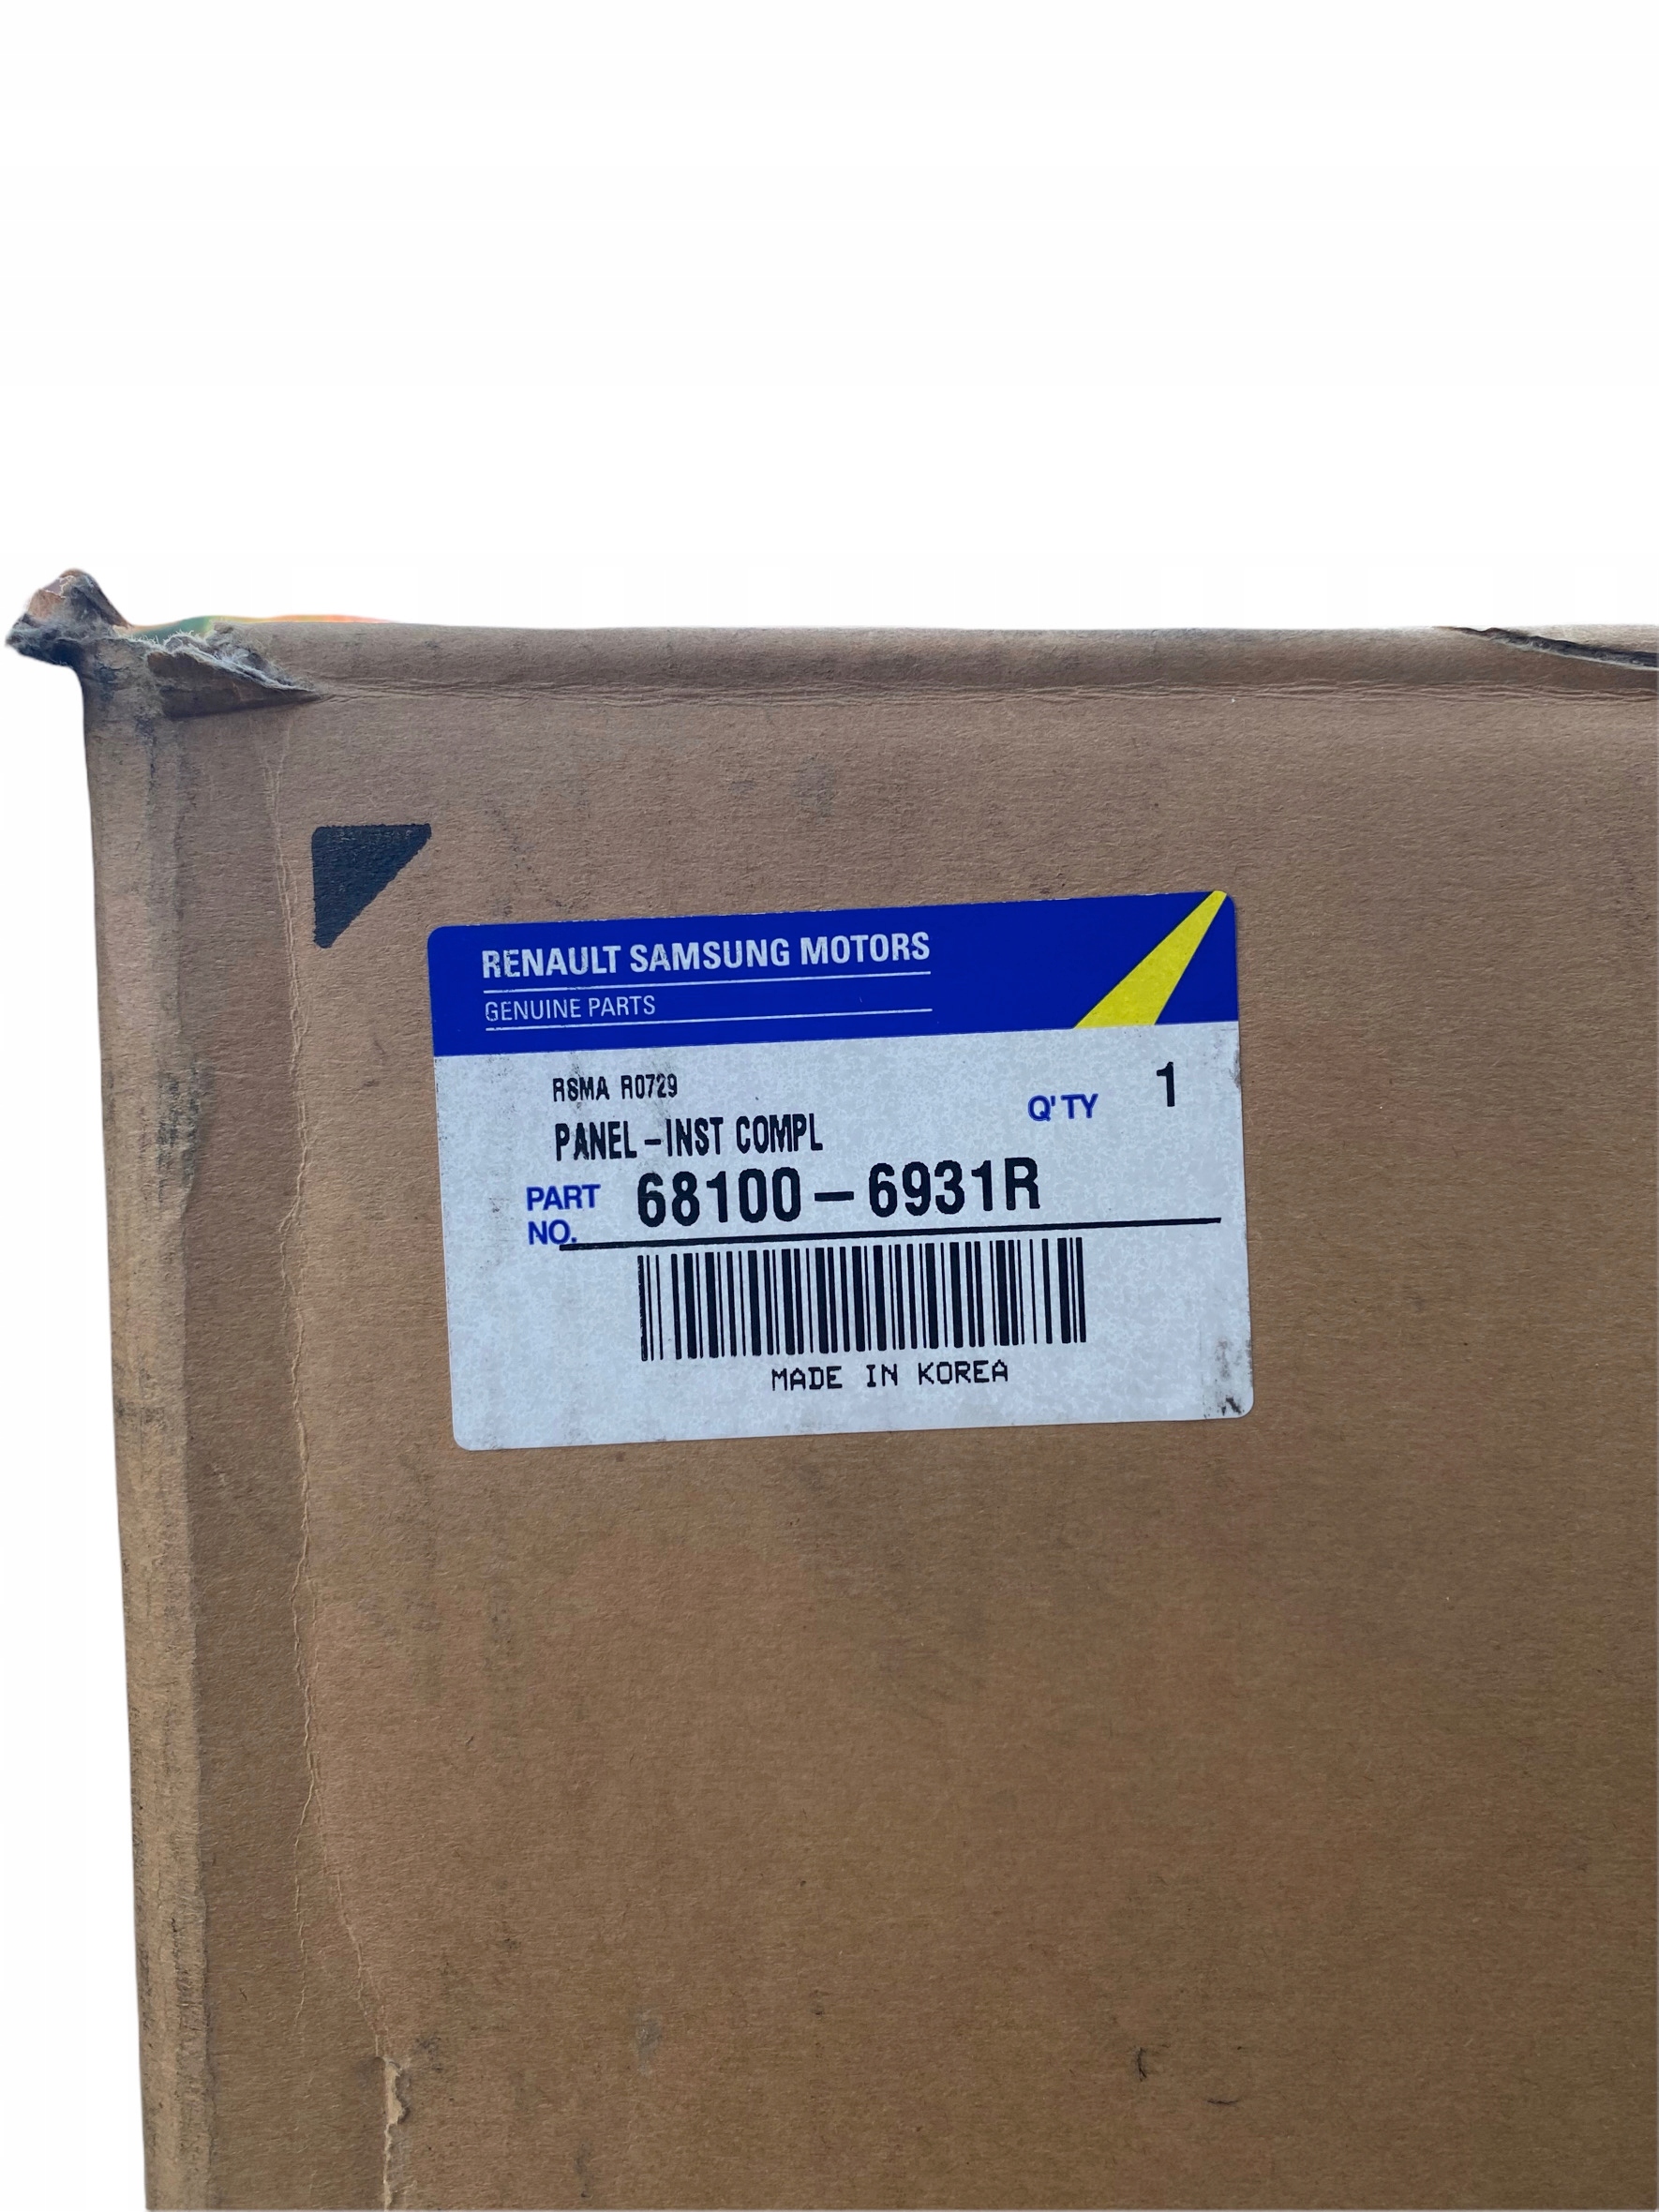 RENAULT SAMSUNG MOTORS
GENUINE PARTS
RSMA R0729
Q'TY 1
PANEL-INST COMPL
PART NO. 68100-6931R
MADE IN KOREA